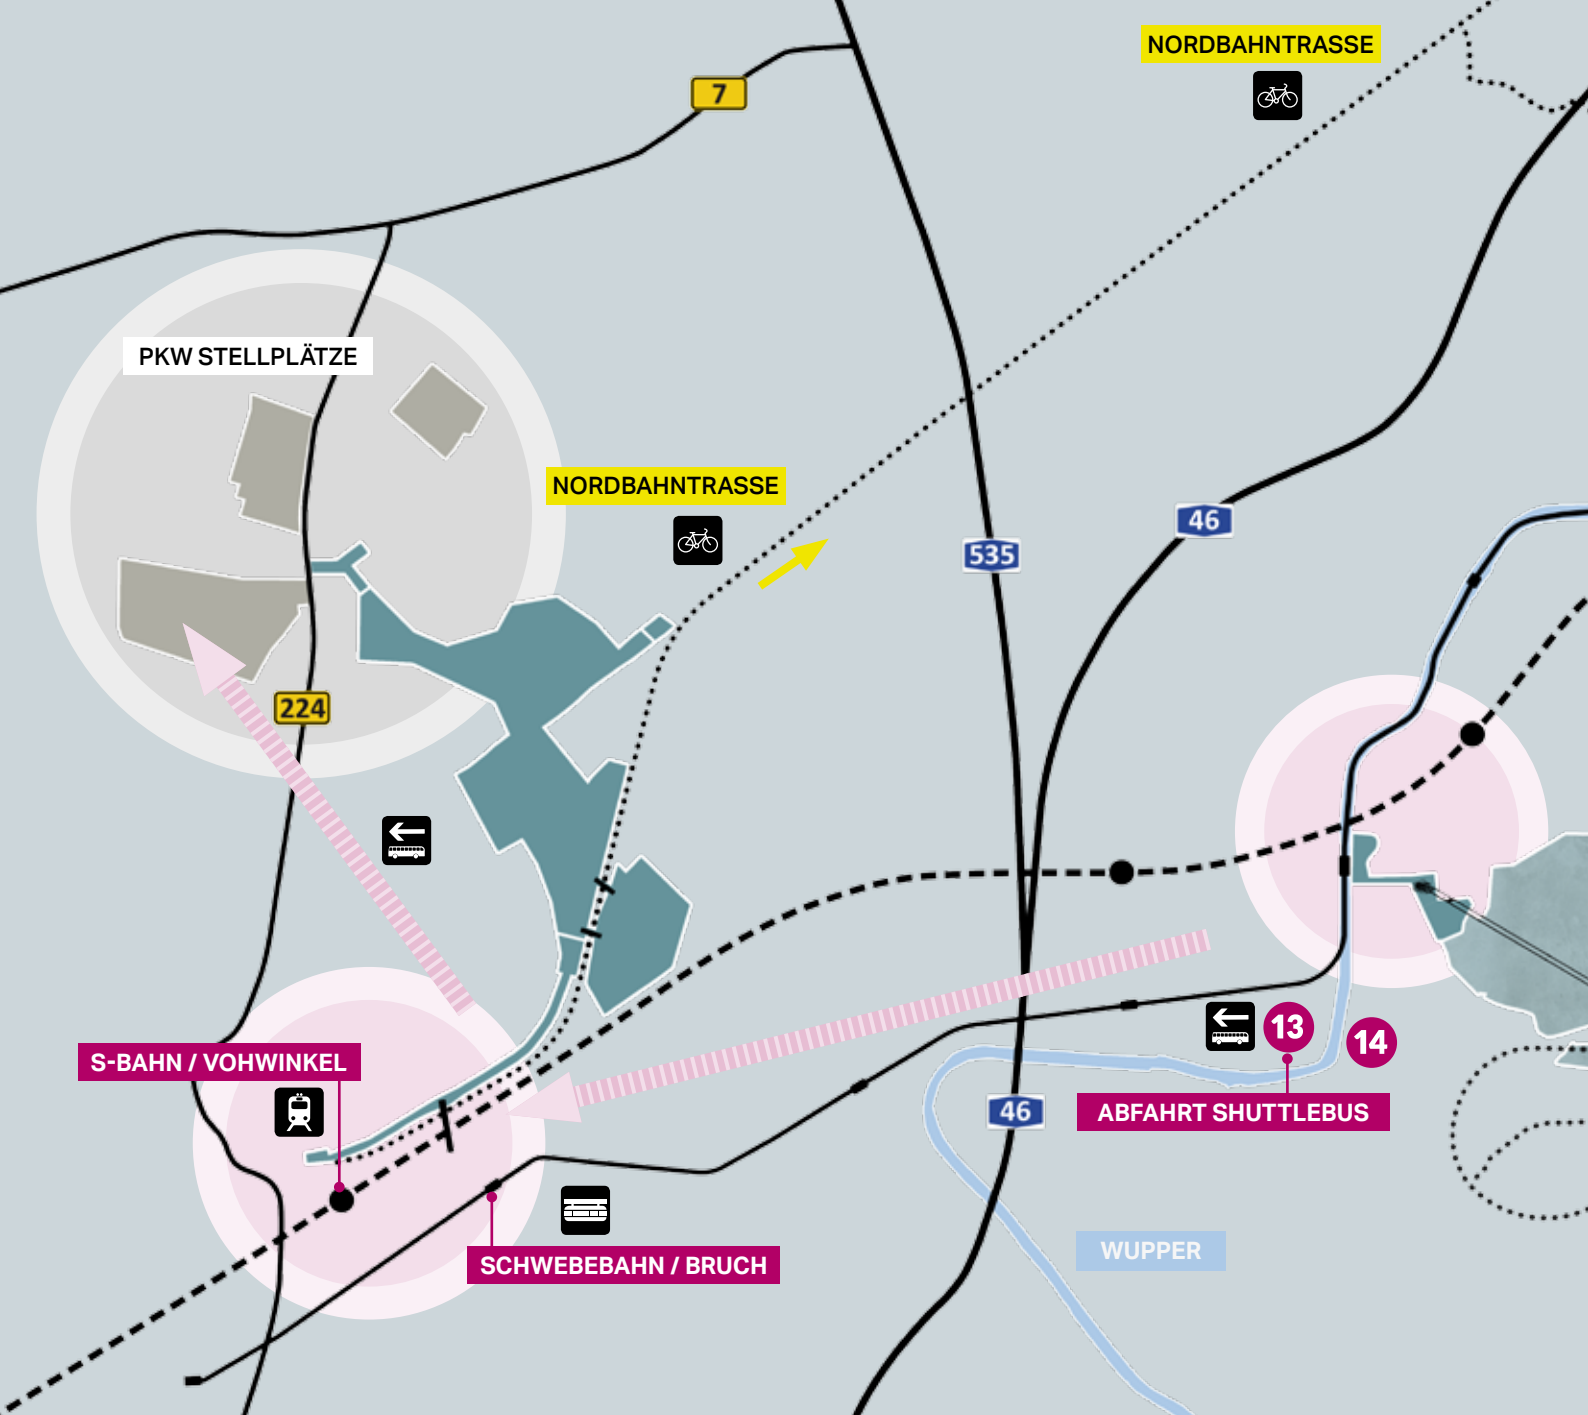 NORDBAHNTRASSE
7
PKW STELLPLÄTZE
NORDBAHNTRASSE
46
535
224
13
14
S-BAHN / VOHWINKEL
46
ABFAHRT SHUTTLEBUS
WUPPER
SCHWEBEBAHN / BRUCH